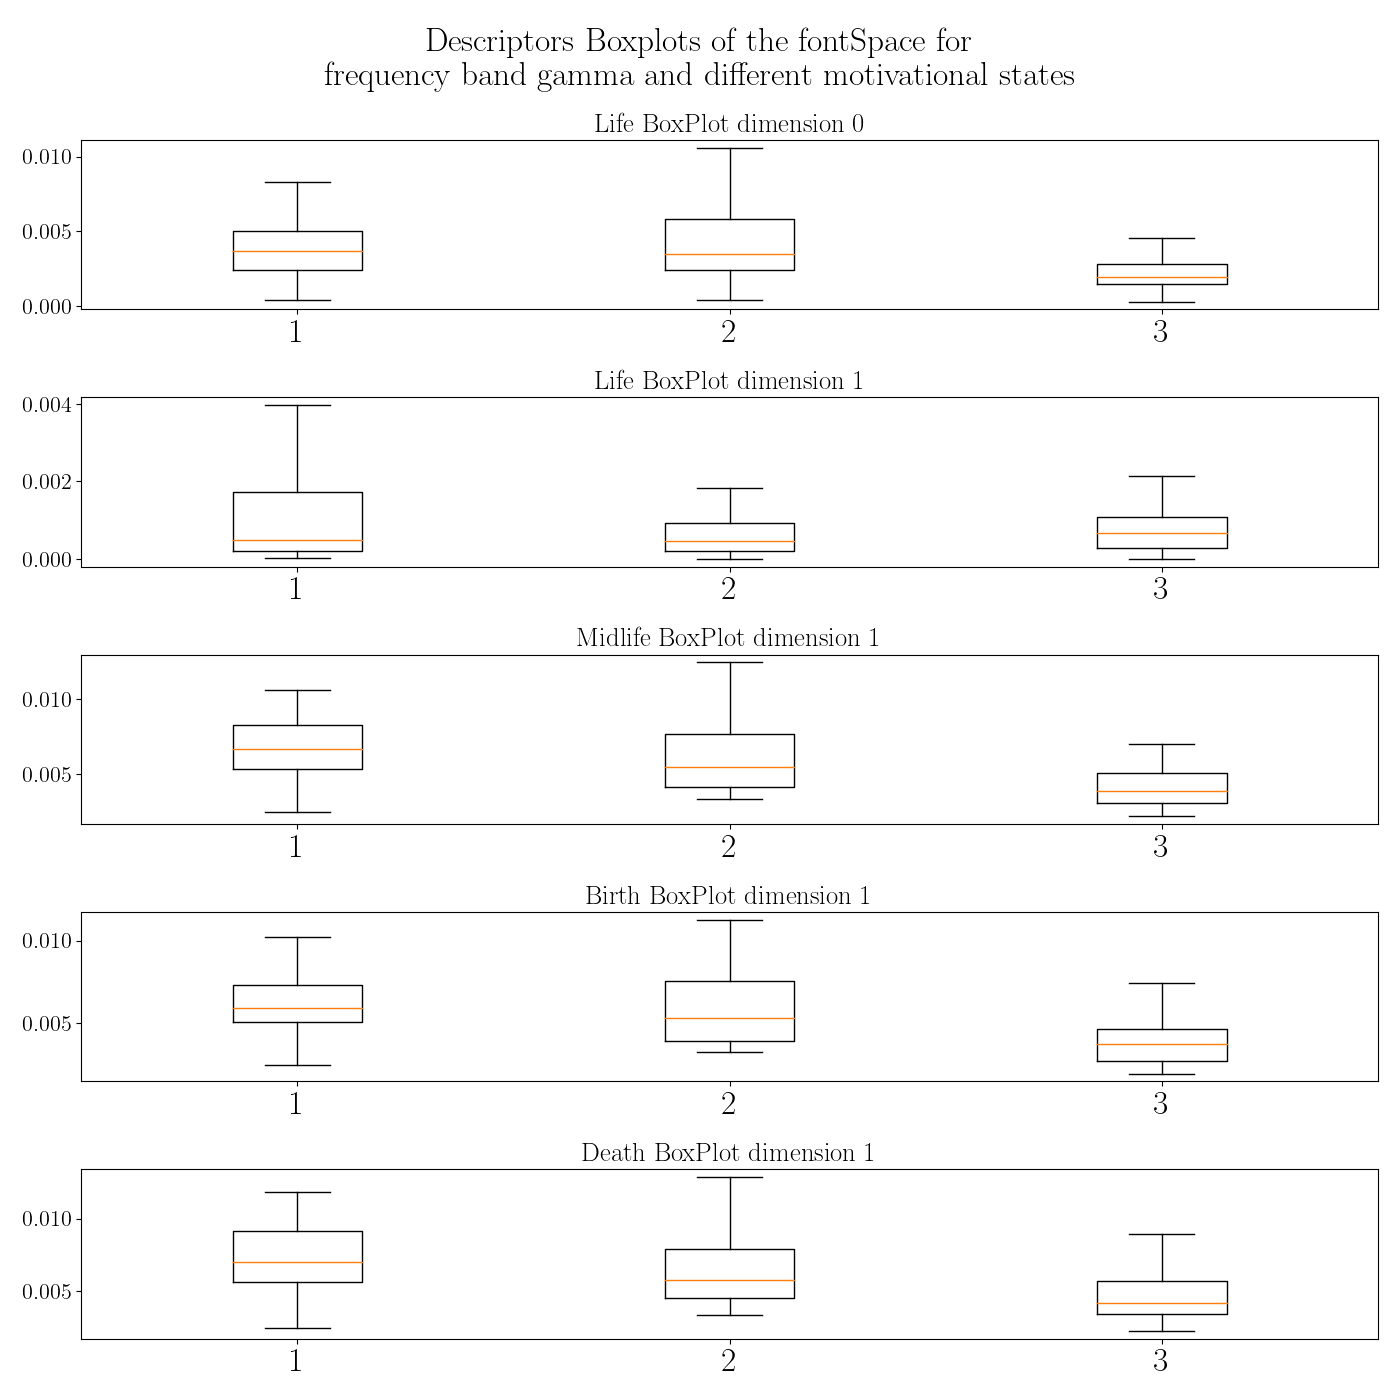 Descriptors Boxplots of the fontSpace for
frequency band gamma and different motivational states
Life BoxPlot dimension 0
0.010
0.005
0.000
1 2 3
Life BoxPlot dimension 1
0.004
0.002
0.000
1 2 3
Midlife BoxPlot dimension 1
0.010
0.005
1 2 3
Birth BoxPlot dimension 1
0.010
0.005
1 2 3
Death BoxPlot dimension 1
0.010
0.005
1 2 3